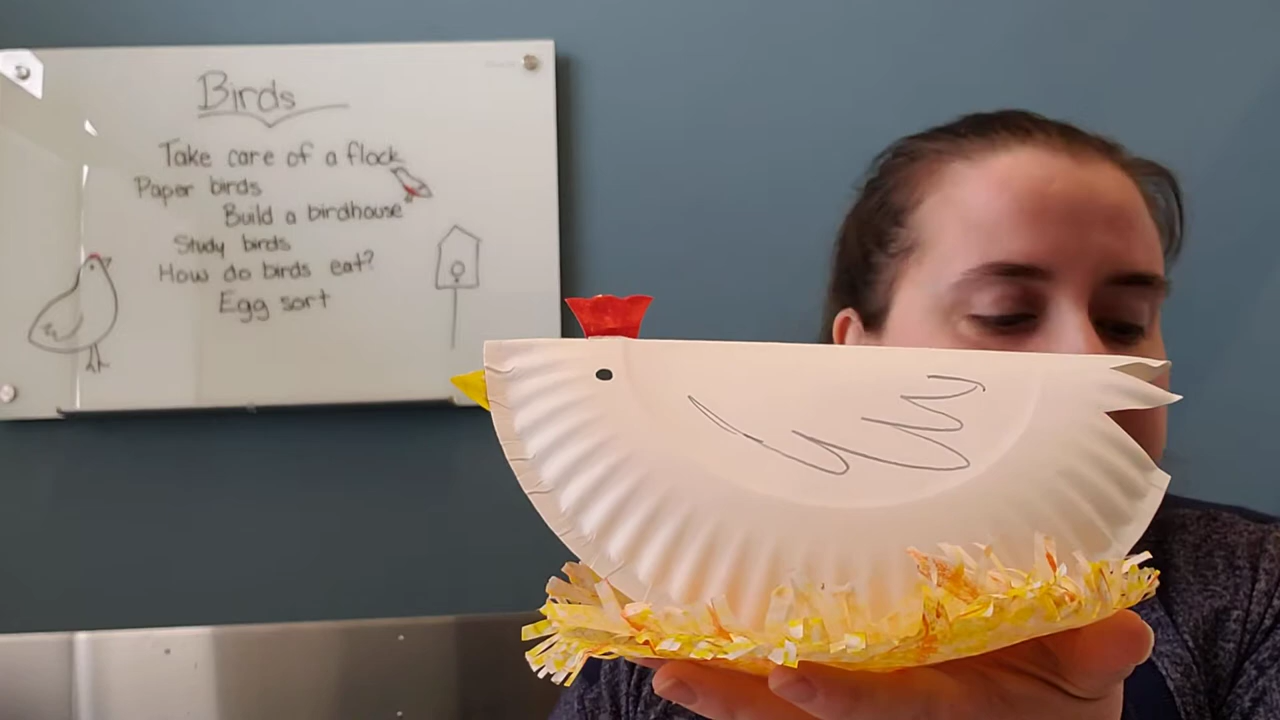 Birds
Take care of a flock
Paper birds
Build a birdhouse
Study birds
How do birds eat?
Egg sort